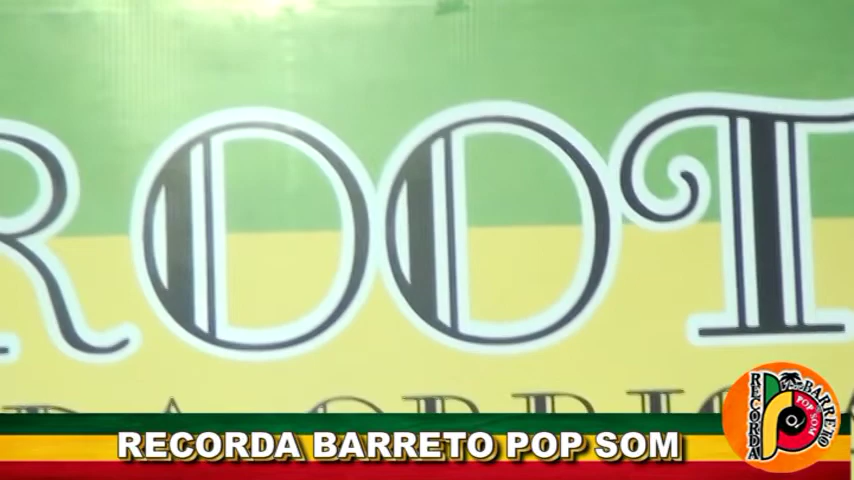 ROOT
RECORDA BARRETO POP SOM
RECORDA BARRETO
POP SOM